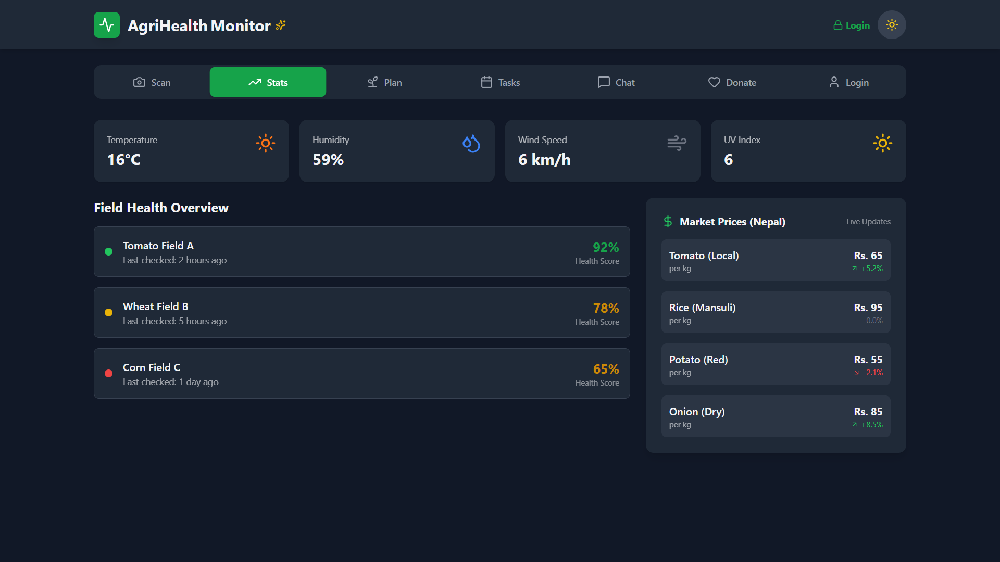 AgriHealth Monitor
Login
Scan
Stats
Plan
Tasks
Chat
Donate
Login
Temperature
16°C
Humidity
59%
Wind Speed
6 km/h
UV Index
6
Field Health Overview
Tomato Field A
Last checked: 2 hours ago
92%
Health Score
Wheat Field B
Last checked: 5 hours ago
78%
Health Score
Corn Field C
Last checked: 1 day ago
65%
Health Score
Market Prices (Nepal)
Live Updates
Tomato (Local)
per kg
Rs. 65
+5.2%
Rice (Mansuli)
per kg
Rs. 95
0.0%
Potato (Red)
per kg
Rs. 55
-2.1%
Onion (Dry)
per kg
Rs. 85
+8.5%